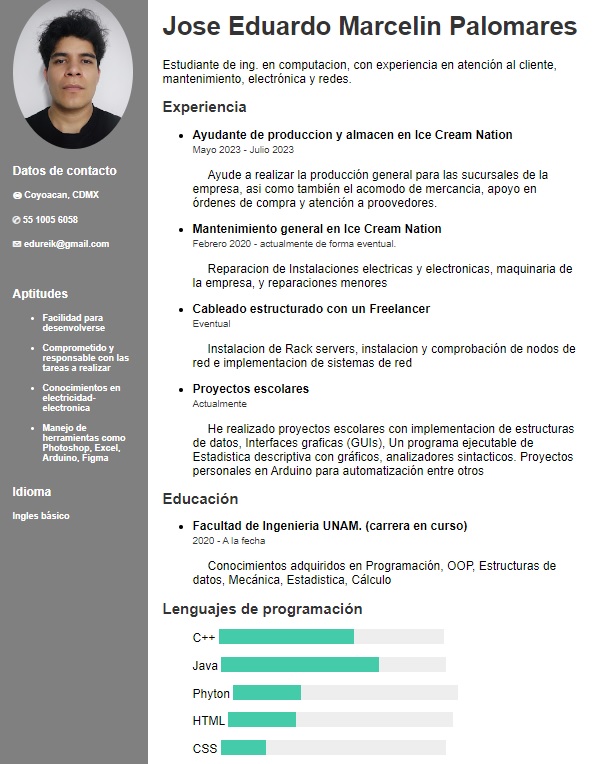 Jose Eduardo Marcelin Palomares
Estudiante de ing. en computacion, con experiencia en atención al cliente,
mantenimiento, electrónica y redes.
Datos de contacto
Coyoacan, CDMX
✆ 55 1005 6058
✉ edureik@gmail.com
Aptitudes
• Facilidad para
desenvolverse
• Comprometido y
responsable con las
tareas a realizar
• Conocimientos en
electricidad-
electronica
• Manejo de
herramientas como
Photoshop, Excel,
Arduino, Figma
Idioma
Ingles básico
Experiencia
• Ayudante de produccion y almacen en Ice Cream Nation
Mayo 2023 - Julio 2023
Ayude a realizar la producción general para las sucursales de la
empresa, asi como también el acomodo de mercancia, apoyo en
órdenes de compra y atención a proovedores.
• Mantenimiento general en Ice Cream Nation
Febrero 2020 - actualmente de forma eventual.
Reparacion de Instalaciones electricas y electronicas, maquinaria de
la empresa, y reparaciones menores
• Cableado estructurado con un Freelancer
Eventual
Instalacion de Rack servers, instalacion y comprobación de nodos de
red e implementacion de sistemas de red
• Proyectos escolares
Actualmente
He realizado proyectos escolares con implementacion de estructuras
de datos, Interfaces graficas (GUIs), Un programa ejecutable de
Estadistica descriptiva con gráficos, analizadores sintacticos. Proyectos
personales en Arduino para automatización entre otros
Educación
• Facultad de Ingenieria UNAM. (carrera en curso)
2020 - A la fecha
Conocimientos adquiridos en Programación, OOP, Estructuras de
datos, Mecánica, Estadistica, Cálculo
Lenguajes de programación
C++
Java
Phyton
HTML
CSS